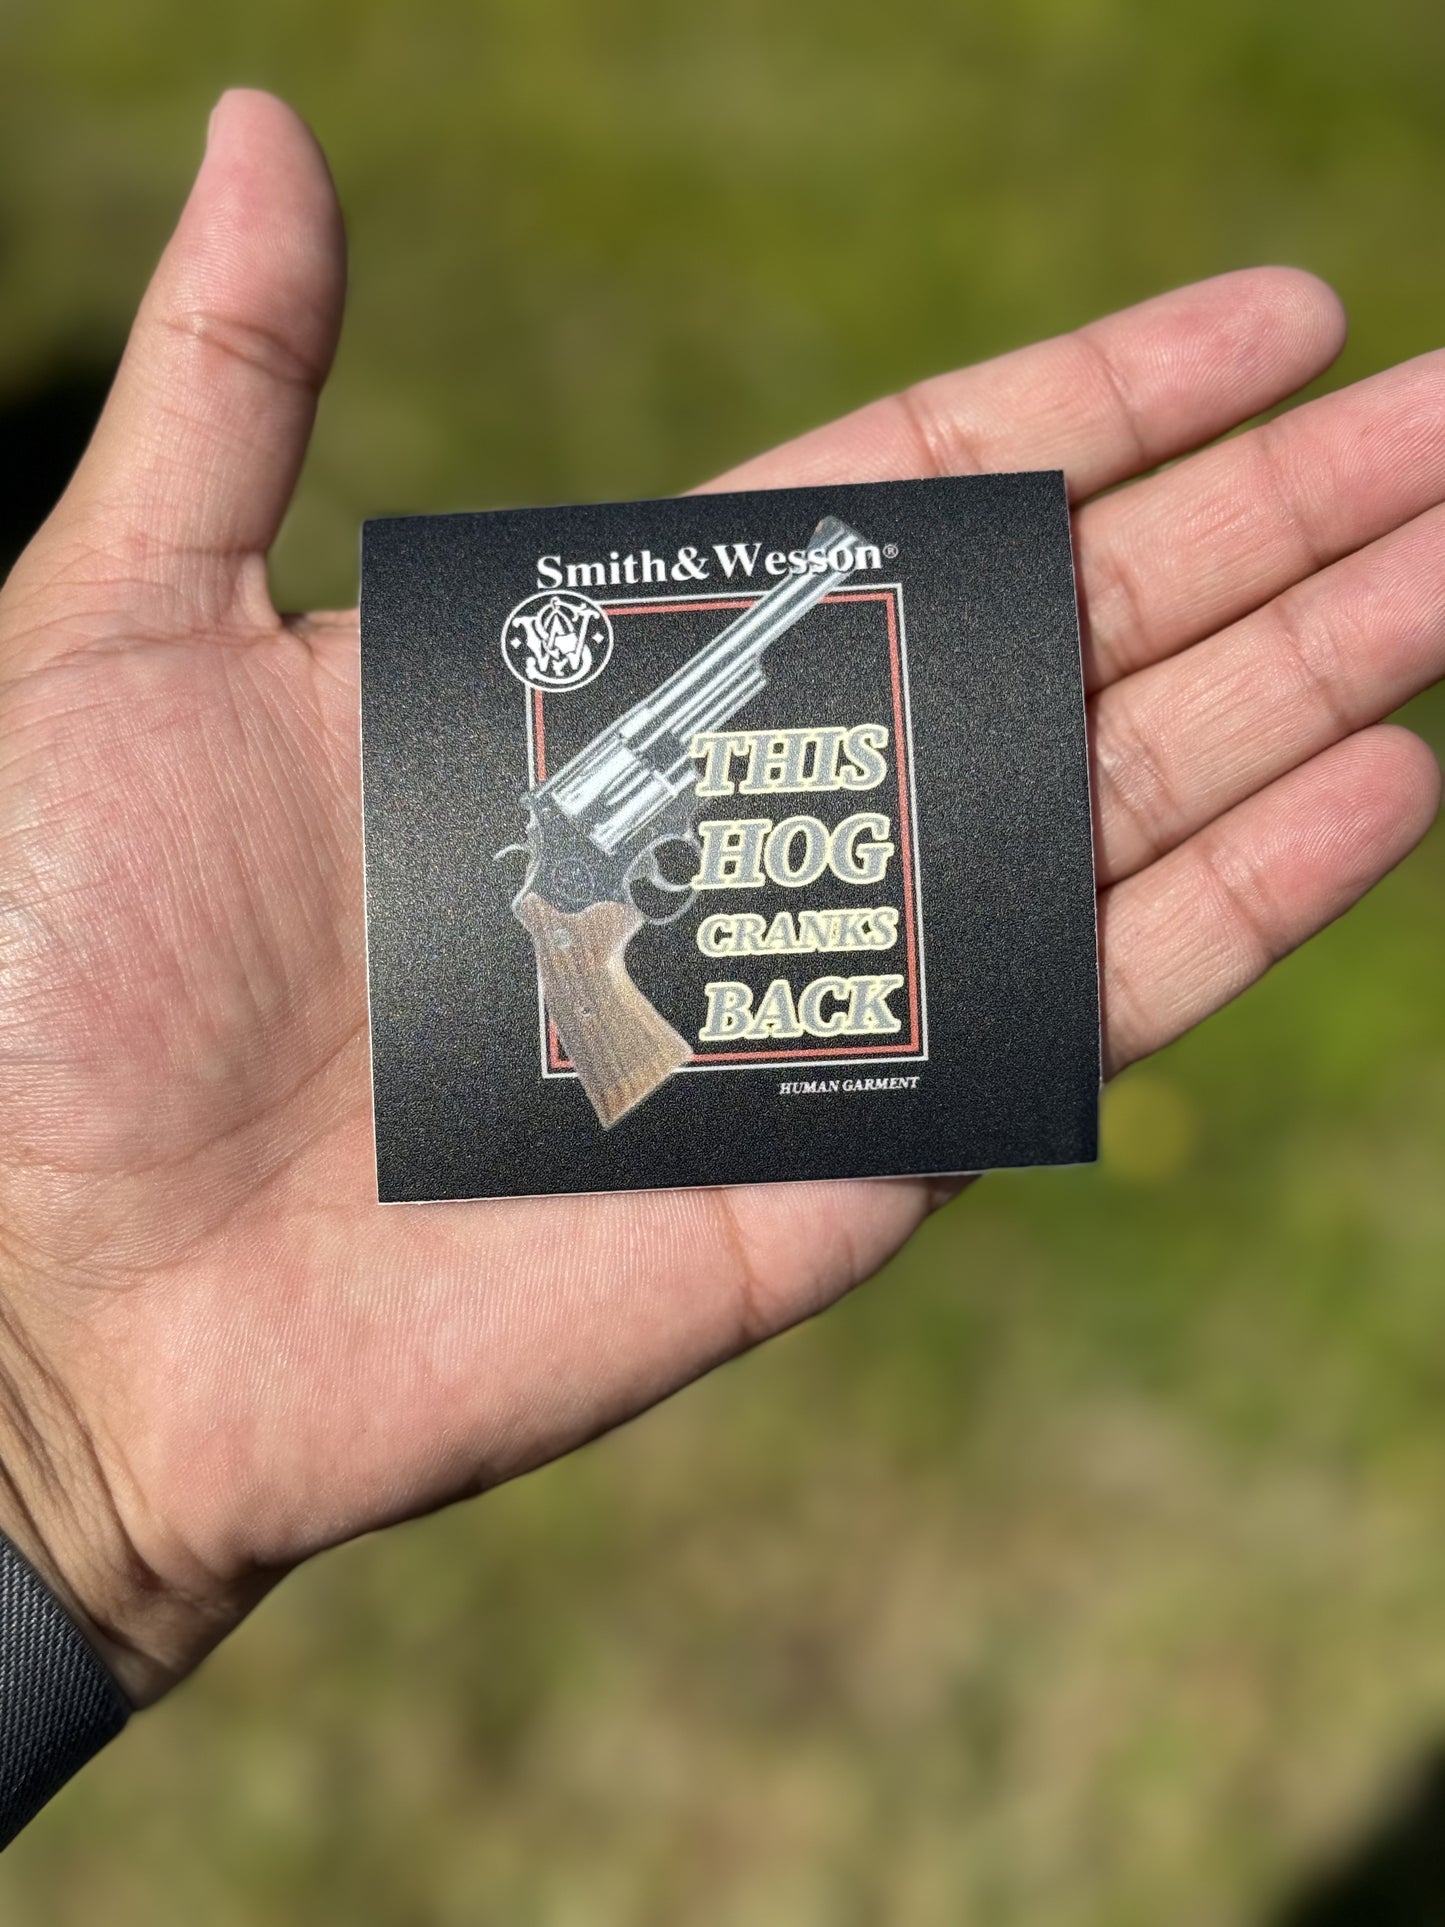 Smith&Wesson®
THIS
HOG
CRANKS
BACK
HUMAN GARMENT